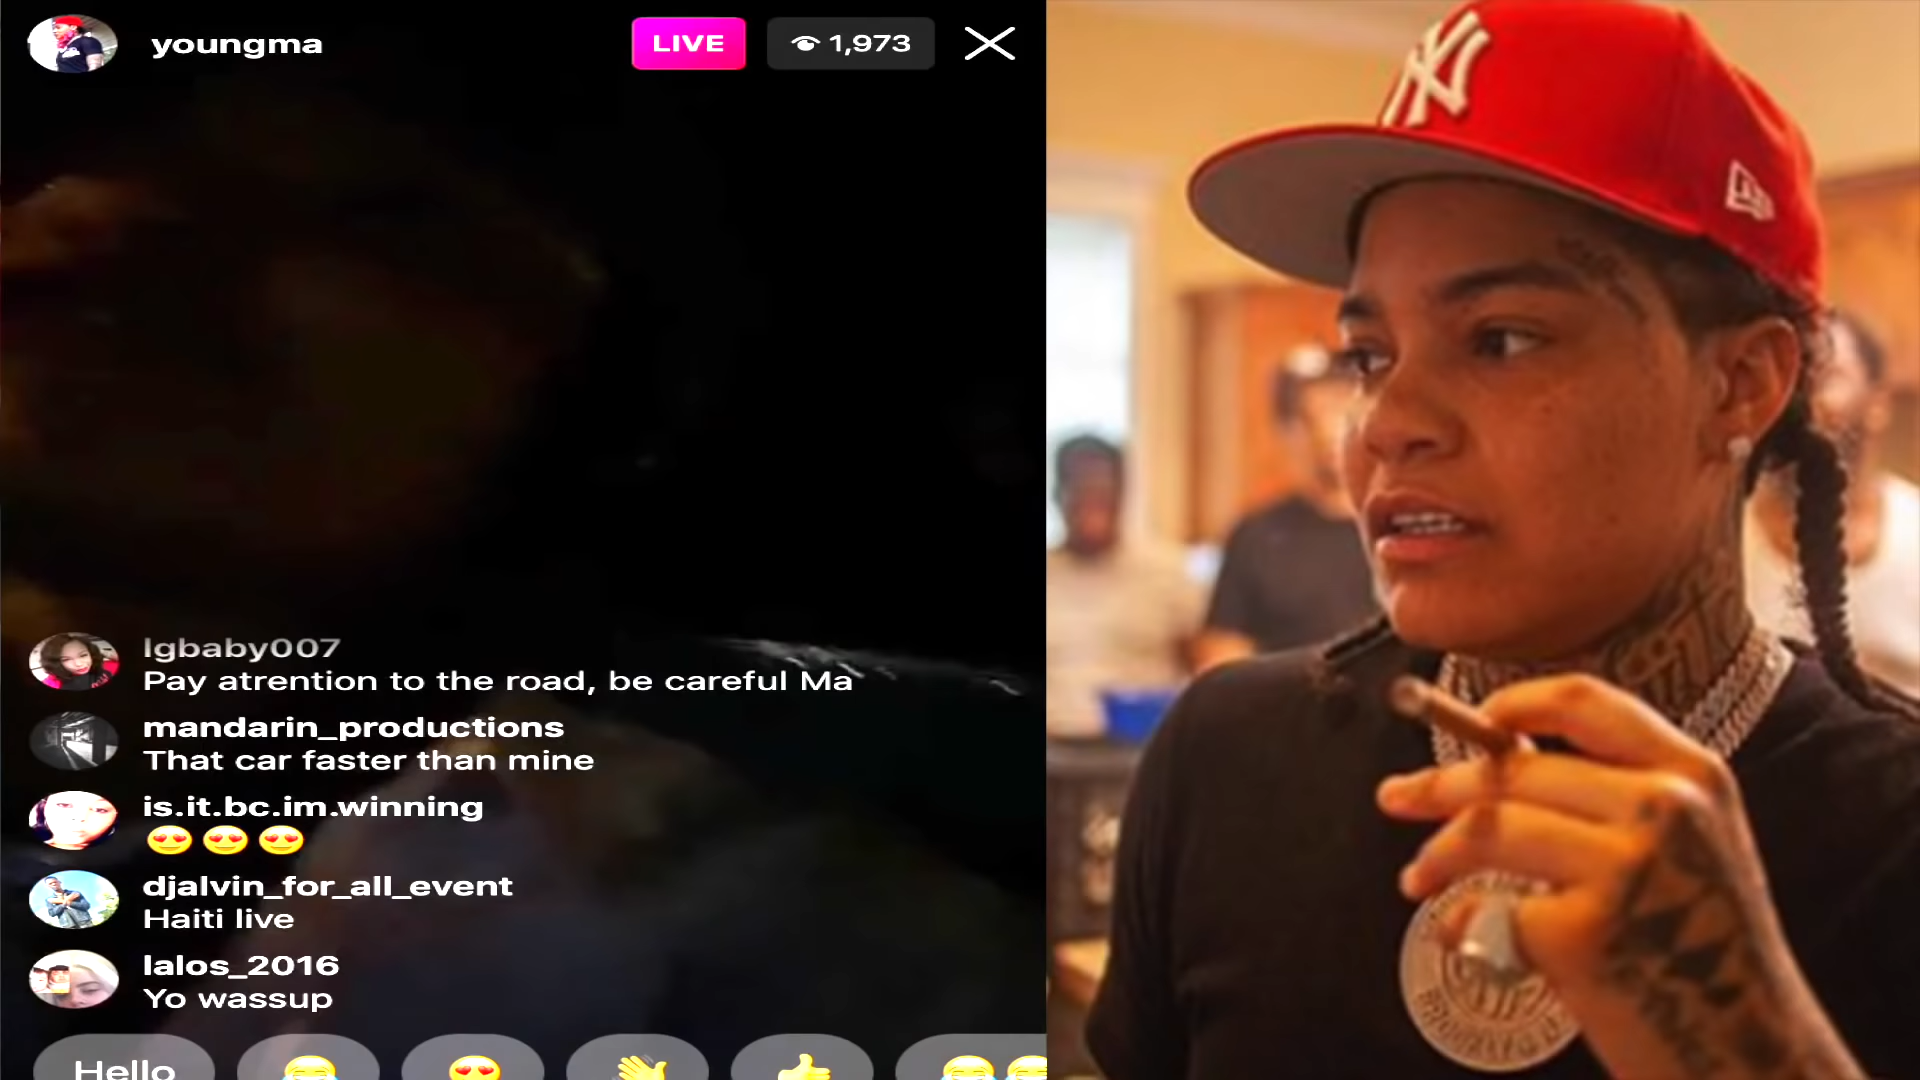 youngma
LIVE
1,973
NY
lgbaby007
Pay atrention to the road, be careful Ma
mandarin_productions
That car faster than mine
is.it.bc.im.winning
😍 😍 😍
djalvin_for_all_event
Haiti live
lalos_2016
Yo wassup
Hello